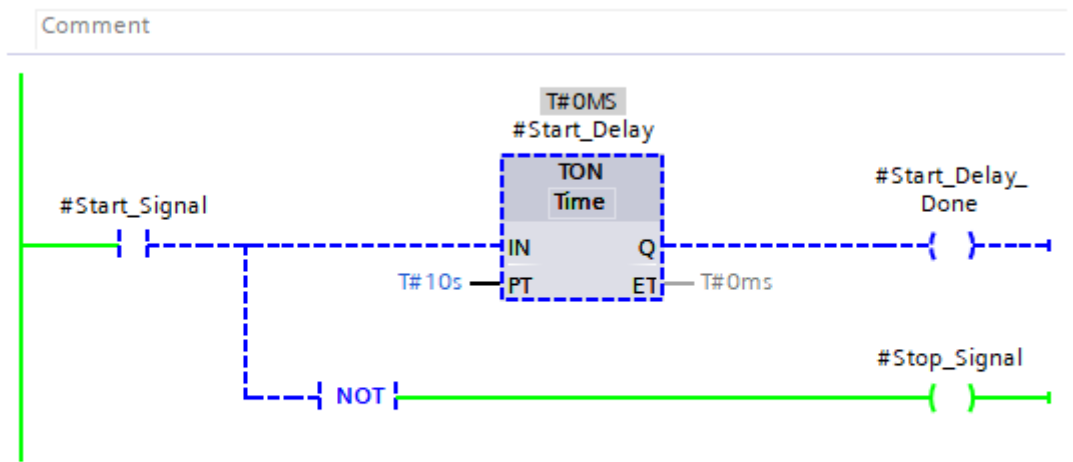 Comment
T#0MS
#Start_Delay
TON
Time
#Start_Signal
#Start_Delay_
Done
IN
Q
T#10s
PT
ET
T#0ms
#Stop_Signal
NOT